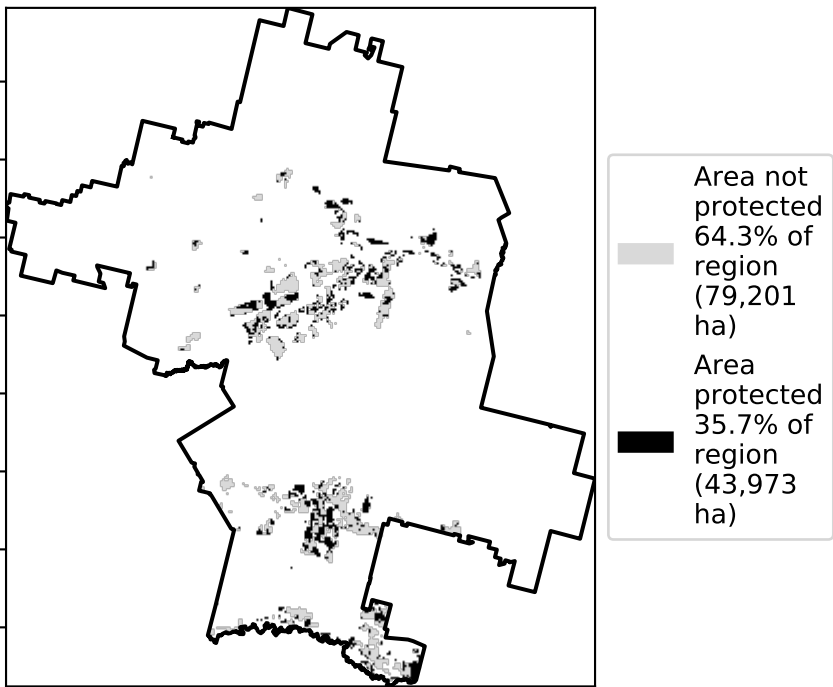 Area not
protected
64.3% of
region
(79,201
ha)
Area
protected
35.7% of
region
(43,973
ha)